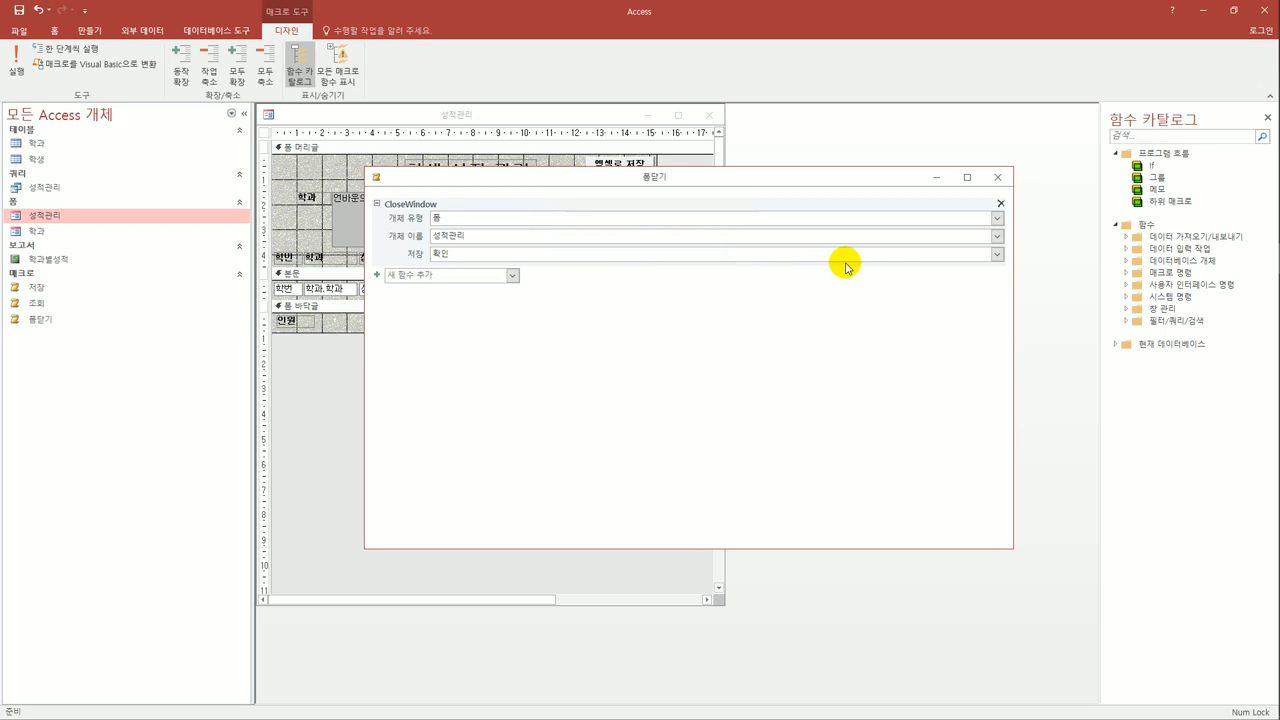 매크로 도구
Access
?
파일
홈
만들기
외부 데이터
데이터베이스 도구
디자인
수행할 작업을 알려 주세요.
로그인
실행
한 단계씩 실행
매크로를 Visual Basic으로 변환
도구
동작 확장
작업 축소
모두 확장
모두 축소
확장/축소
함수 카탈로그
모든 매크로 함수 표시
표시/숨기기
모든 Access 개체
테이블
학과
학생
쿼리
성적관리
폼
성적관리
학과
보고서
학과별성적
매크로
저장
조회
폼닫기
성적관리
폼 머리글
엑셀로 저장
학과
학번
학과
본문
학번
학과.학과
폼 바닥글
인원
폼닫기
CloseWindow
개체 유형 폼
개체 이름 성적관리
저장 확인
새 함수 추가
함수 카탈로그
검색...
프로그램 흐름
If
그룹
메모
하위 매크로
함수
데이터 가져오기/내보내기
데이터 입력 작업
데이터베이스 개체
매크로 명령
사용자 인터페이스 명령
시스템 명령
창 관리
필터/쿼리/검색
현재 데이터베이스
준비
Num Lock